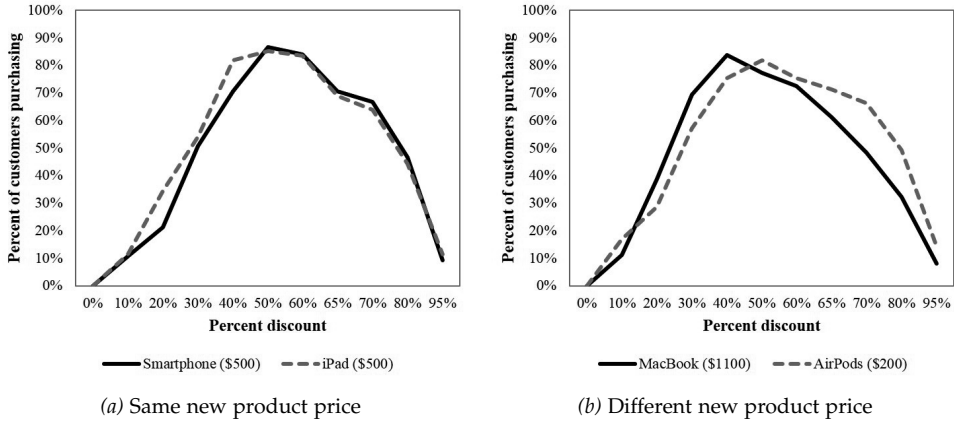 100%
90%
80%
70%
60%
50%
40%
30%
20%
10%
0%
Percent of customers purchasing
0% 10% 20% 30% 40% 50% 60% 65% 70% 80% 95%
Percent discount
Smartphone ($500) iPad ($500)
(a) Same new product price
100%
90%
80%
70%
60%
50%
40%
30%
20%
10%
0%
Percent of customers purchasing
0% 10% 20% 30% 40% 50% 60% 65% 70% 80% 95%
Percent discount
MacBook ($1100) AirPods ($200)
(b) Different new product price